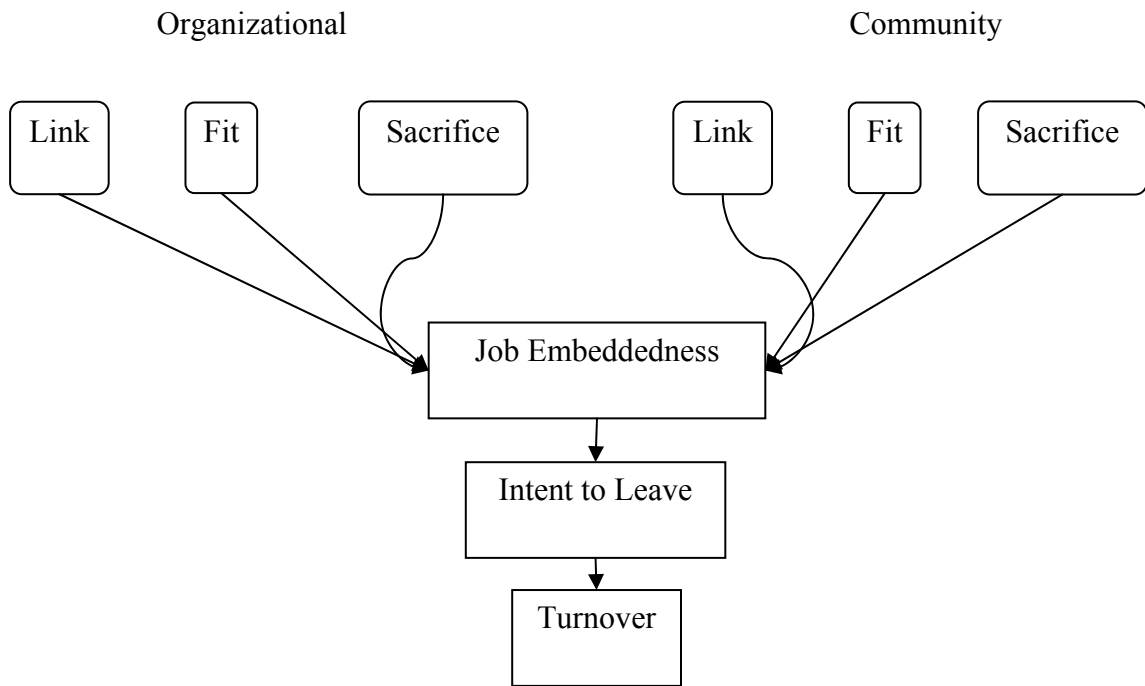 Organizational
Community
Link
Fit
Sacrifice
Link
Fit
Sacrifice
Job Embeddedness
Intent to Leave
Turnover